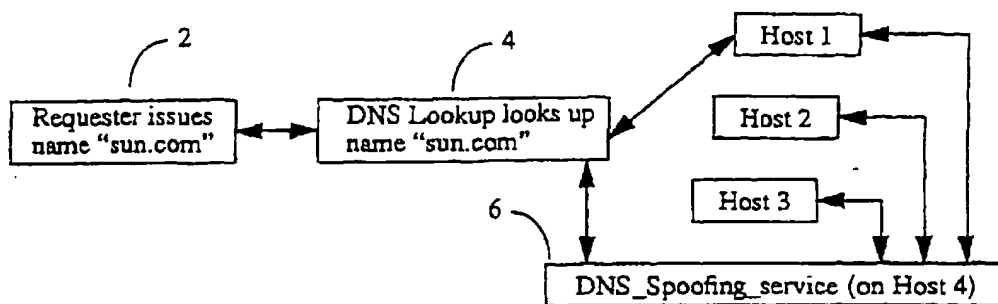 2
4
Host 1
Requester issues
name “sun.com”
DNS Lookup looks up
name “sun.com”
Host 2
Host 3
6
DNS_Spoofing_service (on Host 4)